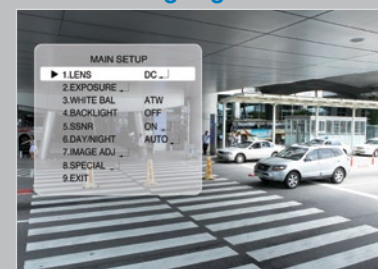 MAIN SETUP
▶ 1.LENS DC ↵
2.EXPOSURE ↵
3.WHITE BAL ATW
4.BACKLIGHT OFF
5.SSNR ON ↵
6.DAY/NIGHT AUTO ↵
7.IMAGE ADJ ↵
8.SPECIAL ↵
9.EXIT